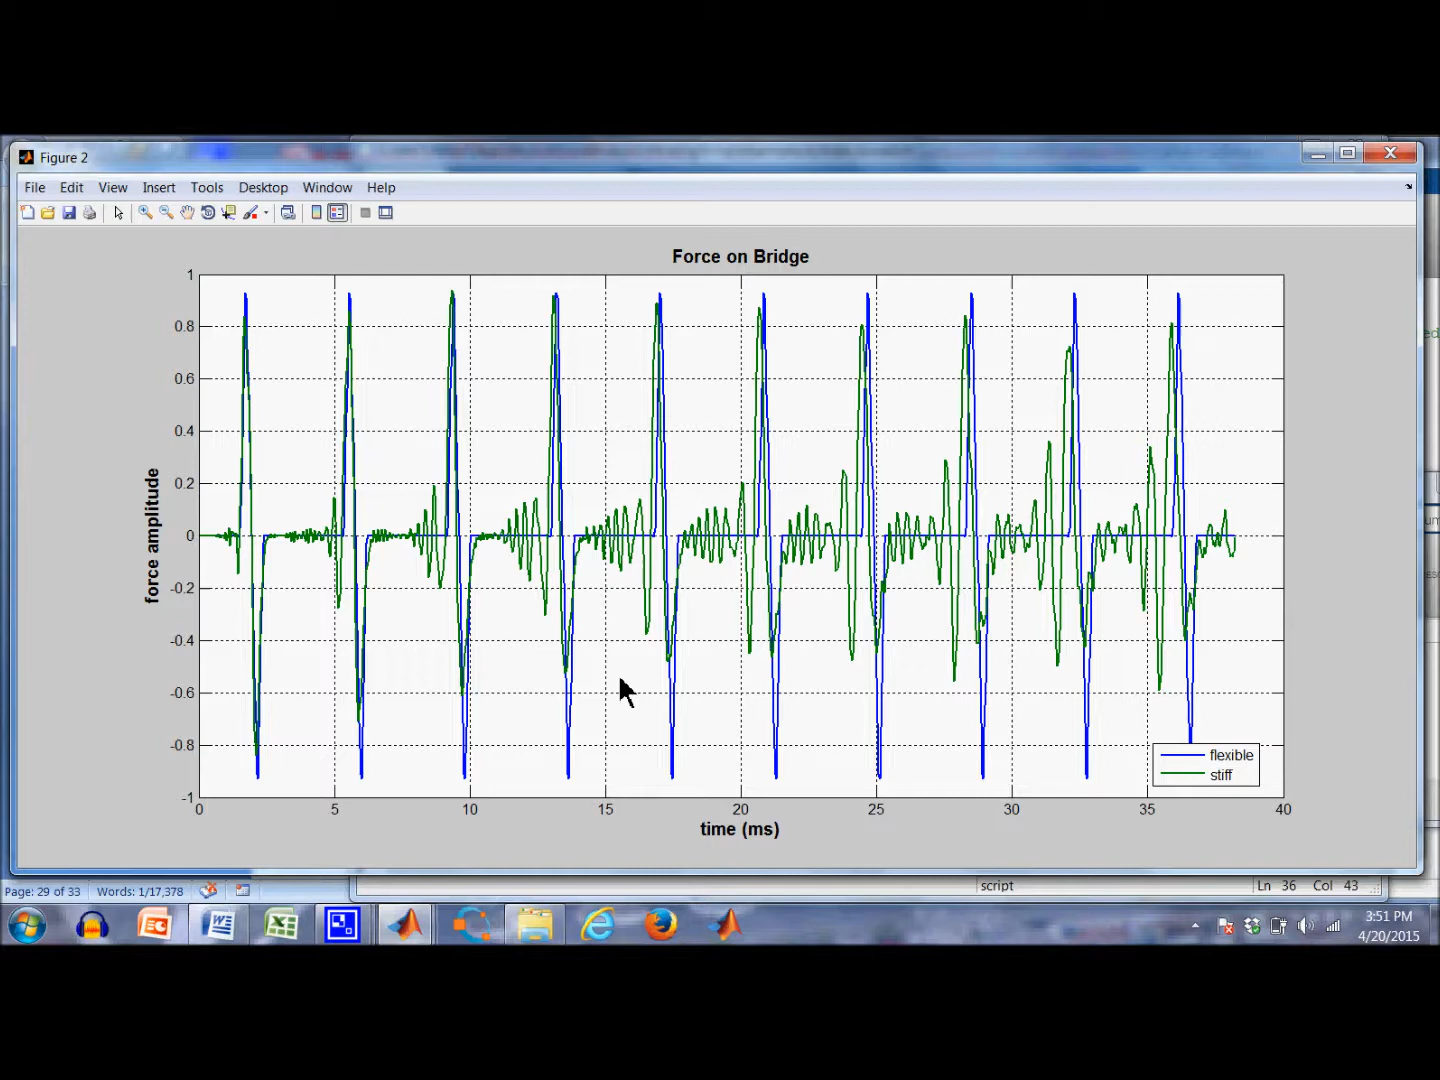 Figure 2
File Edit View Insert Tools Desktop Window Help
Force on Bridge
force amplitude
1
0.8
0.6
0.4
0.2
0
-0.2
-0.4
-0.6
-0.8
-1
0 5 10 15 20 25 30 35 40
time (ms)
flexible
stiff
Page: 29 of 33 Words: 1/17,378
script Ln 36 Col 43
3:51 PM
4/20/2015